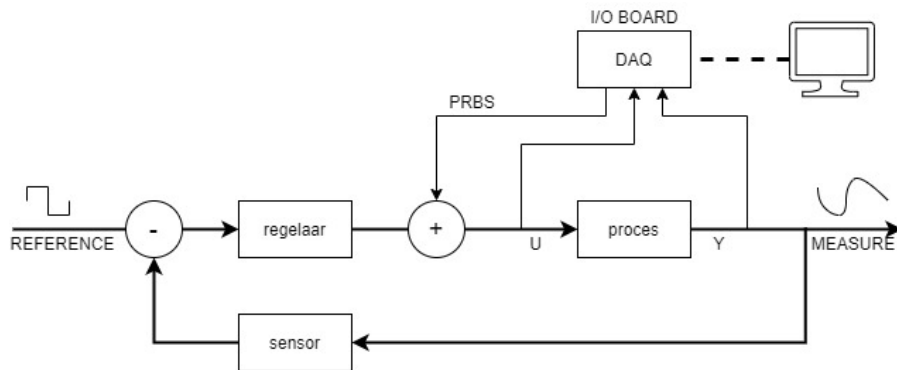 I/O BOARD
DAQ
PRBS
REFERENCE
-
regelaar
+
U
proces
Y
MEASURE
sensor